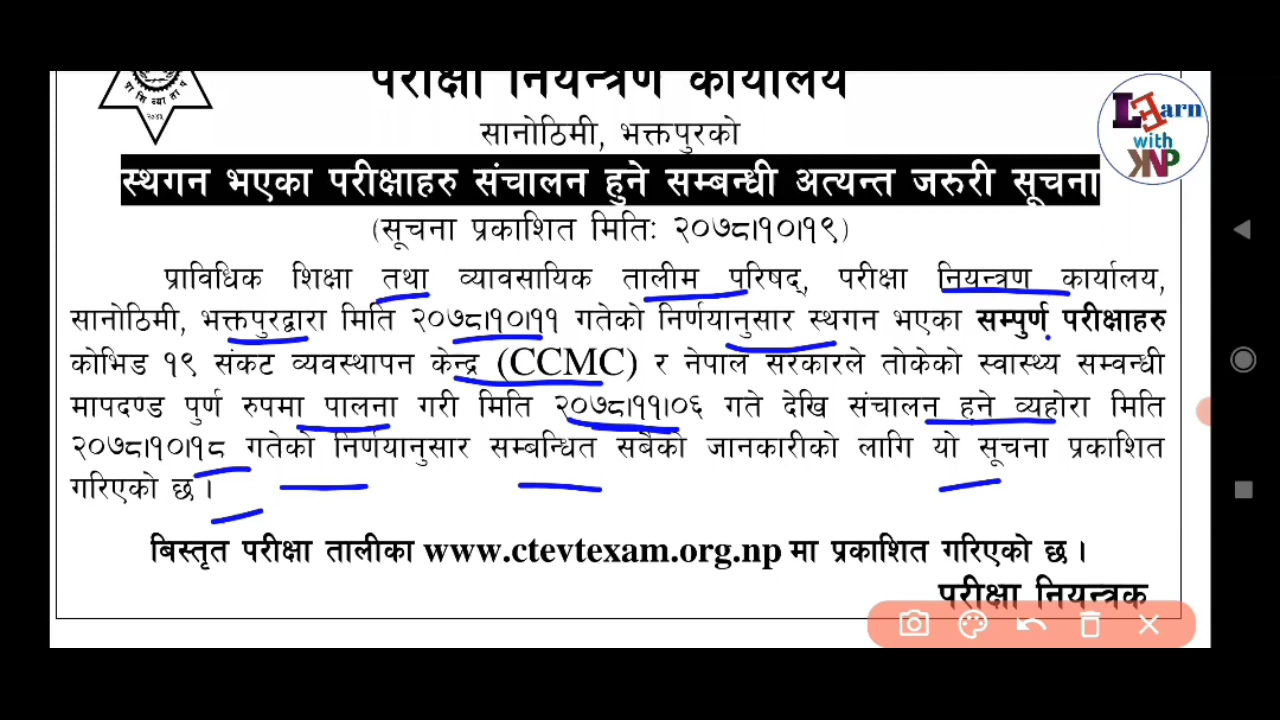 परीक्षा नियन्त्रण कार्यालय
सानोठिमी, भक्तपुरको
स्थगन भएका परीक्षाहरु संचालन हुने सम्बन्धी अत्यन्त जरुरी सूचना
(सूचना प्रकाशित मितिः २०७८।१०।१९)
प्राविधिक शिक्षा तथा व्यावसायिक तालीम परिषद्, परीक्षा नियन्त्रण कार्यालय,
सानोठिमी, भक्तपुरद्वारा मिति २०७८।१०।११ गतेको निर्णयानुसार स्थगन भएका सम्पुर्ण परीक्षाहरु
कोभिड १९ संकट व्यवस्थापन केन्द्र (CCMC) र नेपाल सरकारले तोकेको स्वास्थ्य सम्वन्धी
मापदण्ड पुर्ण रुपमा पालना गरी मिति २०७८।११।०६ गते देखि संचालन हुने व्यहोरा मिति
२०७८।१०।१८ गतेको निर्णयानुसार सम्बन्धित सबैको जानकारीको लागि यो सूचना प्रकाशित
गरिएको छ।
बिस्तृत परीक्षा तालीका www.ctevtexam.org.np मा प्रकाशित गरिएको छ।
परीक्षा नियन्त्रक
प्रा शि व्या ता प
२०४५
LEarn
with
KNP